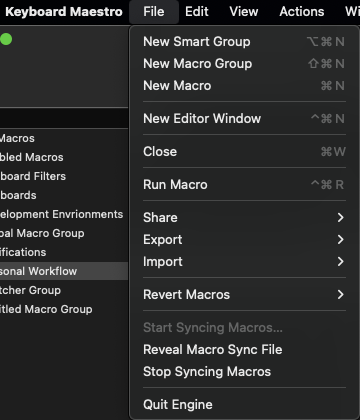 Keyboard Maestro File Edit View Actions Wi
New Smart Group ⌥⌘N
New Macro Group ⇧⌘N
New Macro ⌘N
New Editor Window ^⌘N
Close ⌘W
Run Macro ^⌘R
Share
Export
Import
Revert Macros
Start Syncing Macros...
Reveal Macro Sync File
Stop Syncing Macros
Quit Engine
Macros
bled Macros
board Filters
boards
elopment Envrionments
bal Macro Group
ifications
sonal Workflow
tcher Group
itled Macro Group